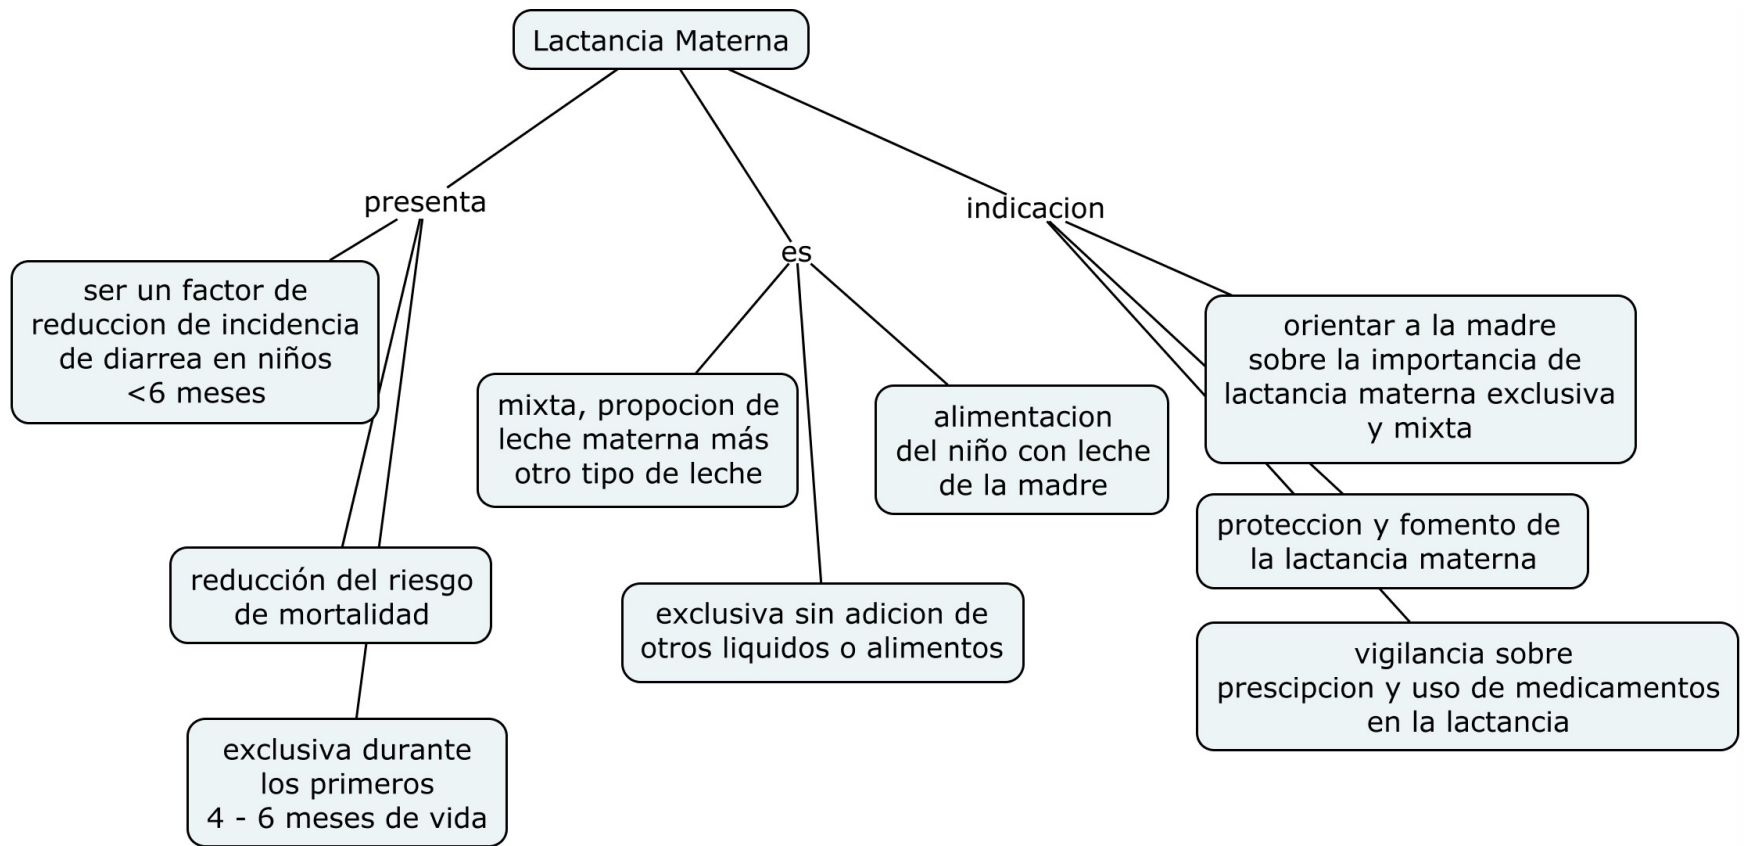 Lactancia Materna
presenta
indicacion
es
ser un factor de
reduccion de incidencia
de diarrea en niños
<6 meses
orientar a la madre
sobre la importancia de
lactancia materna exclusiva
y mixta
mixta, propocion de
leche materna más
otro tipo de leche
alimentacion
del niño con leche
de la madre
proteccion y fomento de
la lactancia materna
reducción del riesgo
de mortalidad
exclusiva sin adicion de
otros liquidos o alimentos
vigilancia sobre
prescipcion y uso de medicamentos
en la lactancia
exclusiva durante
los primeros
4 - 6 meses de vida